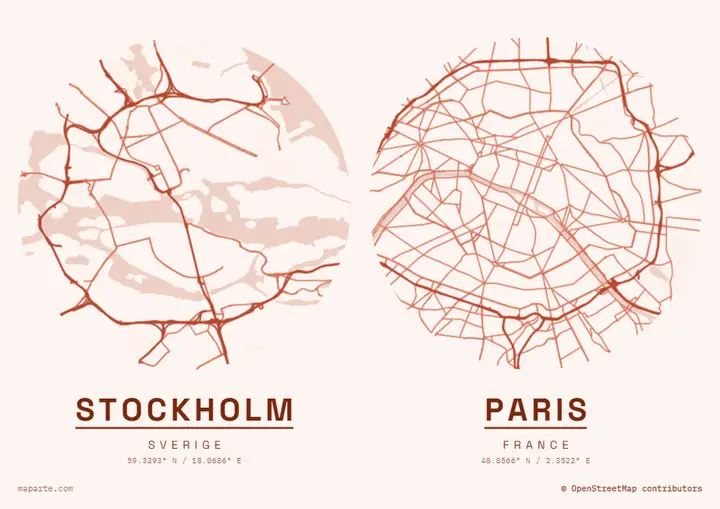 STOCKHOLM
SVERIGE
59.3293° N / 18.0686° E
PARIS
FRANCE
48.8566° N / 2.3522° E
maparte.com
© OpenStreetMap contributors